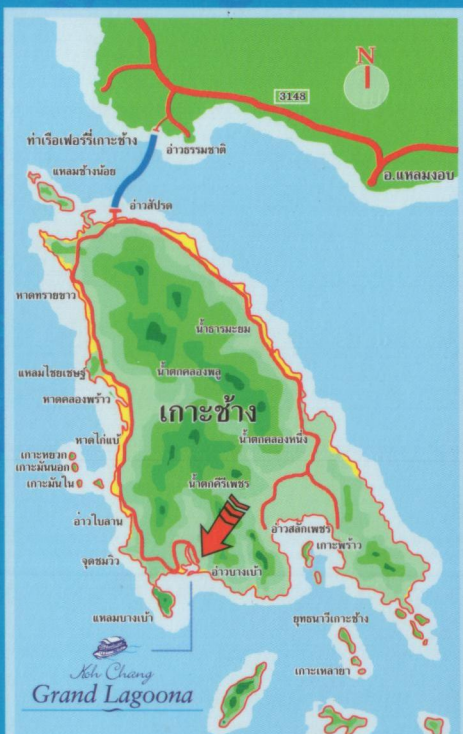 N
3148
ท่าเรือเฟอร์รี่เกาะช้าง
อ่าวธรรมชาติ
อ.แหลมงอบ
แหลมช้างน้อย
อ่าวสัปรด
หาดทรายขาว
น้ำธารมะยม
แหลมไชยเชษฐ์
น้ำตกคลองพลู
หาดคลองพร้าว
เกาะช้าง
หาดไก่แบ้
น้ำตกคลองหนึ่ง
เกาะหยวก
เกาะมันนอก
เกาะมันใน
น้ำตกคีรีเพชร
อ่าวใบลาน
อ่าวสลักเพชร
เกาะพร้าว
จุดชมวิว
อ่าวบางเบ้า
แหลมบางเบ้า
ยุทธนาวีเกาะช้าง
เกาะเหลายา
Koh Chang
Grand Lagoona